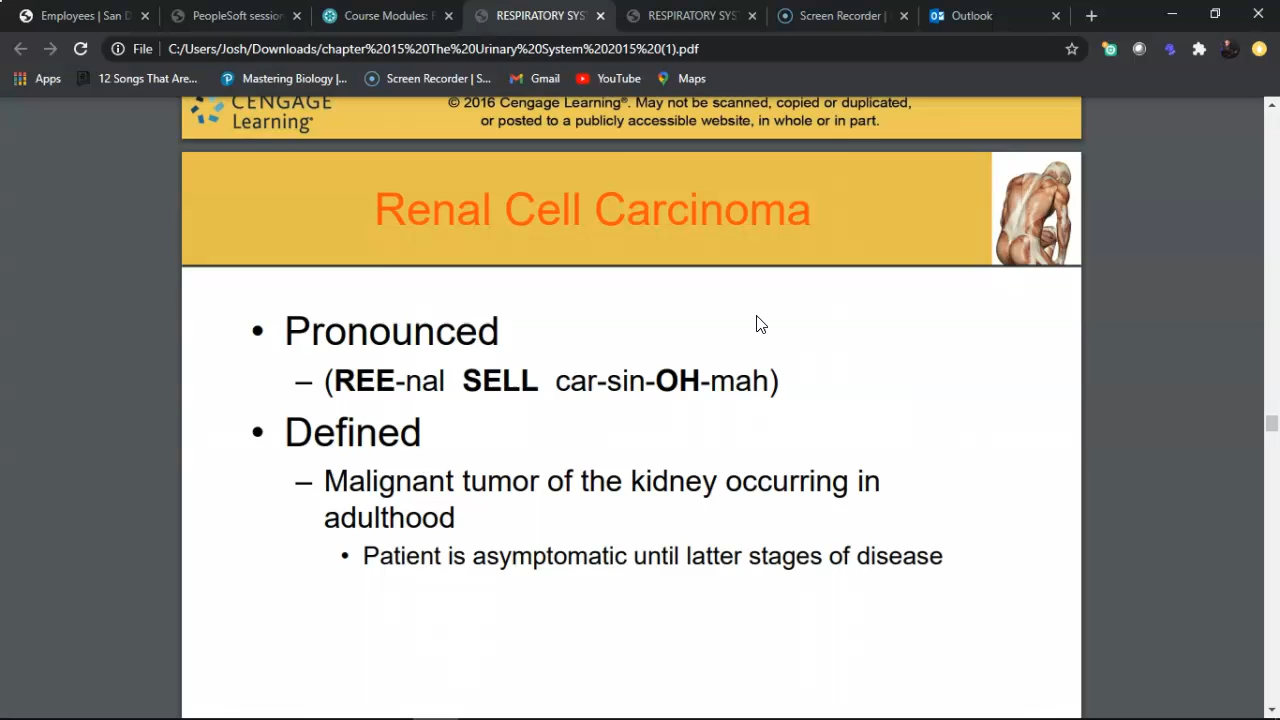 Employees | San D
PeopleSoft session
Course Modules: F
RESPIRATORY SYS
RESPIRATORY SYS
Screen Recorder |
Outlook
File
C:/Users/Josh/Downloads/chapter%2015%20The%20Urinary%20System%202015%20(1).pdf
Apps
12 Songs That Are...
Mastering Biology |...
Screen Recorder | S...
Gmail
YouTube
Maps
CENGAGE
Learning®
© 2016 Cengage Learning®. May not be scanned, copied or duplicated,
or posted to a publicly accessible website, in whole or in part.
Renal Cell Carcinoma
• Pronounced
– (REE-nal SELL car-sin-OH-mah)
• Defined
– Malignant tumor of the kidney occurring in
adulthood
• Patient is asymptomatic until latter stages of disease